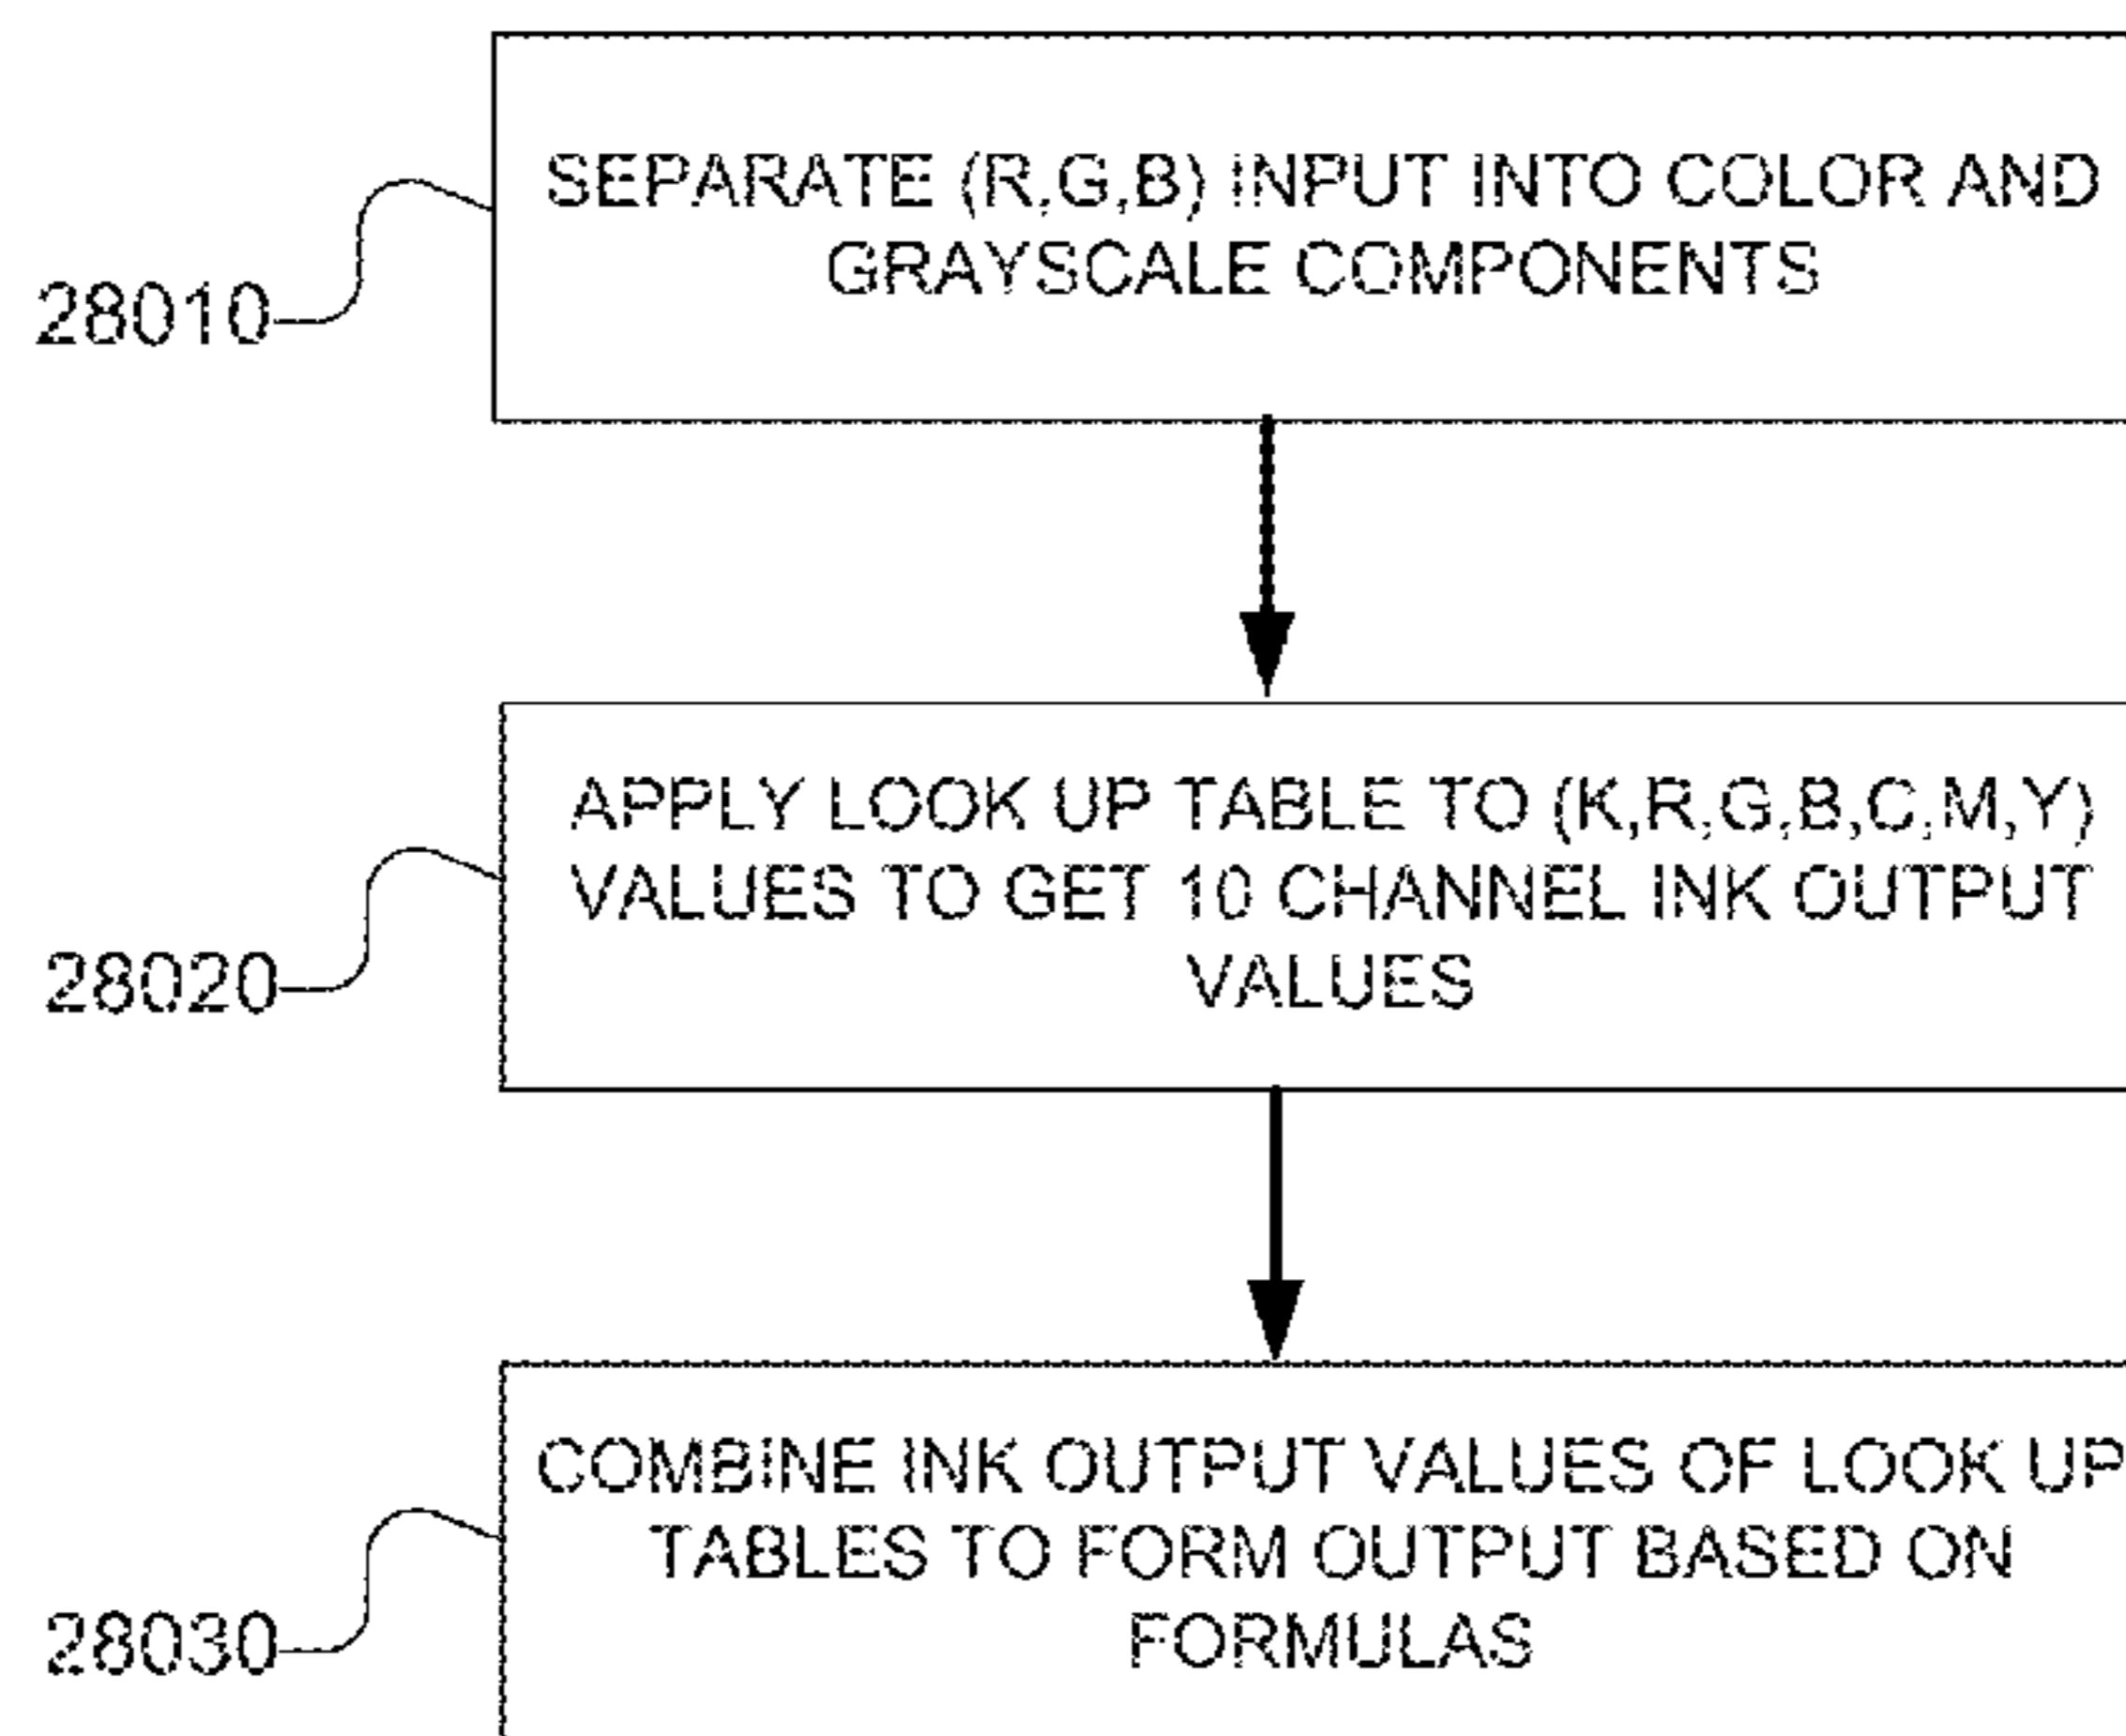 SEPARATE (R,G,B) INPUT INTO COLOR AND
GRAYSCALE COMPONENTS
28010
APPLY LOOK UP TABLE TO (K,R,G,B,C,M,Y)
VALUES TO GET 10 CHANNEL INK OUTPUT
VALUES
28020
COMBINE INK OUTPUT VALUES OF LOOK UP
TABLES TO FORM OUTPUT BASED ON
FORMULAS
28030